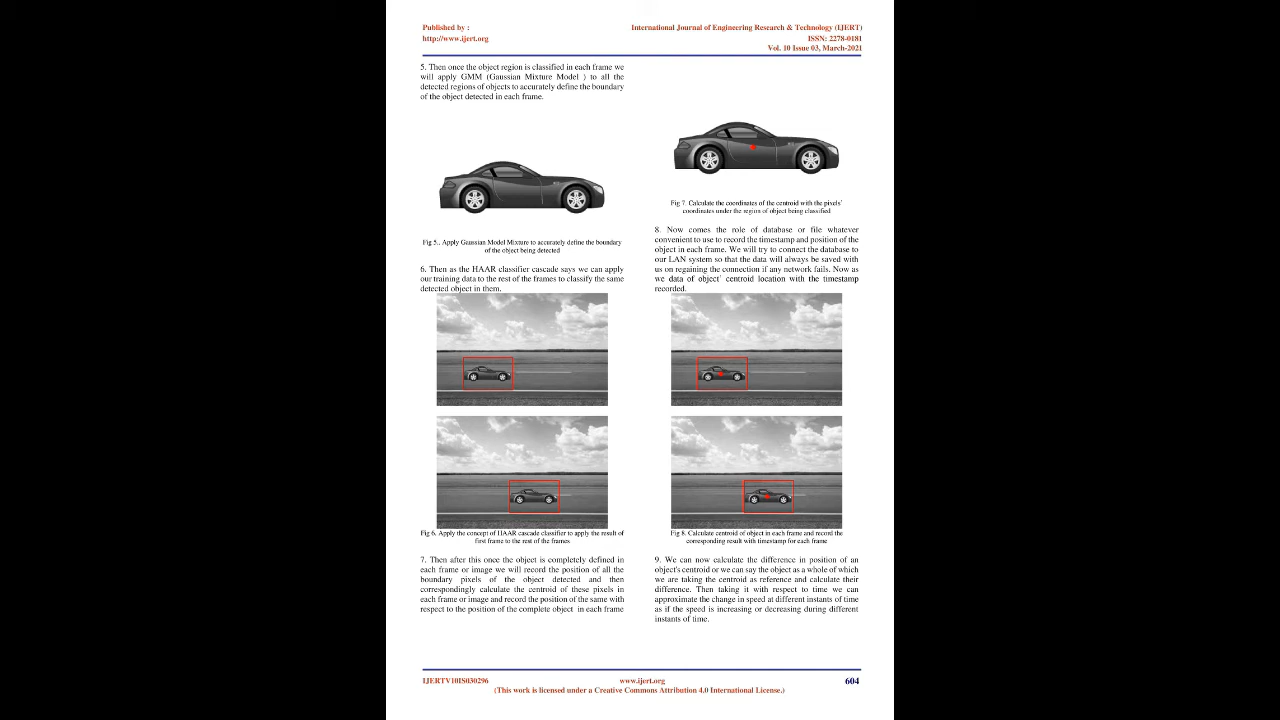 Published by :
http://www.ijert.org
International Journal of Engineering Research & Technology (IJERT)
ISSN: 2278-0181
Vol. 10 Issue 03, March-2021
5. Then once the object region is classified in each frame we
will apply GMM (Gaussian Mixture Model ) to all the
detected regions of objects to accurately define the boundary
of the object detected in each frame.
Fig 5.. Apply Gaussian Model Mixture to accurately define the boundary
of the object being detected
6. Then as the HAAR classifier cascade says we can apply
our training data to the rest of the frames to classify the same
detected object in them.
Fig 6. Apply the concept of HAAR cascade classifier to apply the result of
first frame to the rest of the frames
7. Then after this once the object is completely defined in
each frame or image we will record the position of all the
boundary pixels of the object detected and then
correspondingly calculate the centroid of these pixels in
each frame or image and record the position of the same with
respect to the position of the complete object in each frame
Fig 7 Calculate the coordinates of the centroid with the pixels'
coordinates under the region of object being classified
8. Now comes the role of database or file whatever
convenient to use to record the timestamp and position of the
object in each frame. We will try to connect the database to
our LAN system so that the data will always be saved with
us on regaining the connection if any network fails. Now as
we data of object' centroid location with the timestamp
recorded.
Fig 8. Calculate centroid of object in each frame and record the
corresponding result with timestamp for each frame
9. We can now calculate the difference in position of an
object's centroid or we can say the object as a whole of which
we are taking the centroid as reference and calculate their
difference. Then taking it with respect to time we can
approximate the change in speed at different instants of time
as if the speed is increasing or decreasing during different
instants of time.
IJERTV10IS030296
www.ijert.org
604
(This work is licensed under a Creative Commons Attribution 4.0 International License.)